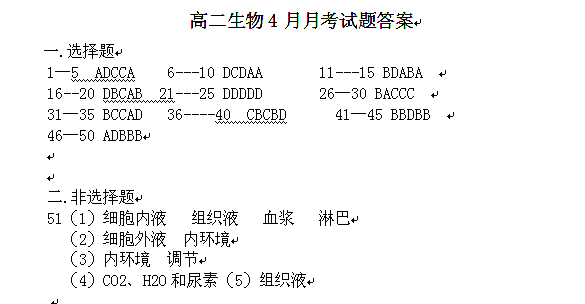 高二生物4月月考试题答案
一.选择题
1—5 ADCCA 6---10 DCDAA 11---15 BDABA
16--20 DBCAB 21---25 DDDDD 26—30 BACCC
31—35 BCCAD 36----40 CBCBD 41—45 BBDBB
46—50 ADBBB
二.非选择题
51（1）细胞内液 组织液 血浆 淋巴
（2）细胞外液 内环境
（3）内环境 调节
（4）CO2、H2O和尿素（5）组织液